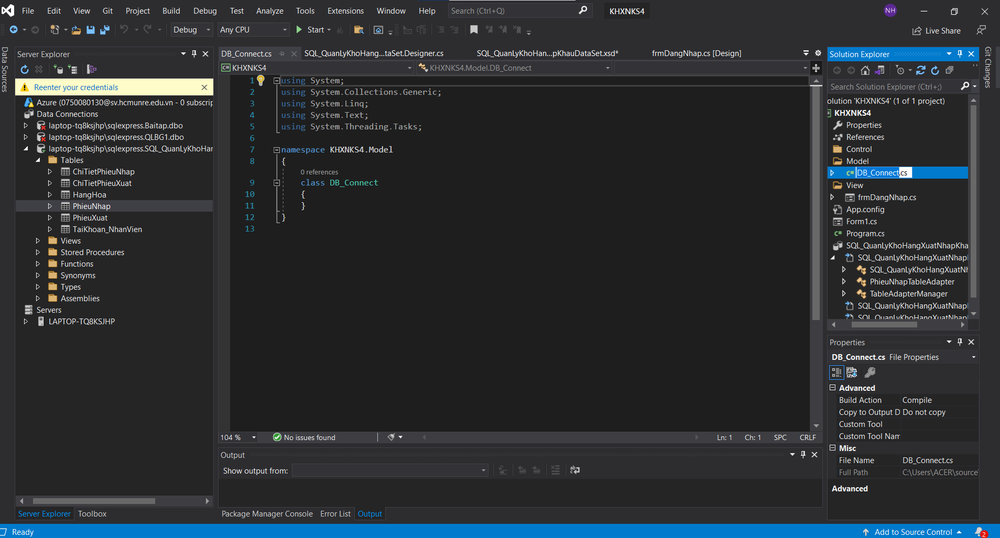 File Edit View Git Project Build Debug Test Analyze Tools Extensions Window Help Search (Ctrl+Q) KHXNKS4 NH
Debug Any CPU Start Live Share
Data Sources
Server Explorer
Reenter your credentials
Azure (0750080130@sv.hcmunre.edu.vn - 0 subscrip
Data Connections
laptop-tq8ksjhp\sqlexpress.Baitap.dbo
laptop-tq8ksjhp\sqlexpress.QLBG1.dbo
laptop-tq8ksjhp\sqlexpress.SQL_QuanLyKhoHar
Tables
ChiTietPhieuNhap
ChiTietPhieuXuat
HangHoa
PhieuNhap
PhieuXuat
TaiKhoan_NhanVien
Views
Stored Procedures
Functions
Synonyms
Types
Assemblies
Servers
LAPTOP-TQ8KSJHP
Server Explorer Toolbox
DB_Connect.cs SQL_QuanLyKhoHang...taSet.Designer.cs SQL_QuanLyKhoHan...pKhauDataSet.xsd* frmDangNhap.cs [Design]
C# KHXNKS4 KHXNKS4.Model.DB_Connect
1 using System;
2 using System.Collections.Generic;
3 using System.Linq;
4 using System.Text;
5 using System.Threading.Tasks;
6
7 namespace KHXNKS4.Model
8 {
0 references
9 class DB_Connect
10 {
11 }
12 }
13
104 % No issues found Ln: 1 Ch: 1 SPC CRLF
Output
Show output from:
Package Manager Console Error List Output
Solution Explorer
Search Solution Explorer (Ctrl+;)
olution 'KHXNKS4' (1 of 1 project)
KHXNKS4
Properties
References
Control
Model
C# DB_Connect.cs
View
frmDangNhap.cs
App.config
Form1.cs
C# Program.cs
SQL_QuanLyKhoHangXuatNhapKha
SQL_QuanLyKhoHangXuatNhapl
SQL_QuanLyKhoHangXuatNh
PhieuNhapTableAdapter
TableAdapterManager
SQL_QuanLyKhoHangXuatNhapl
SQL_QuanLyKhoHangXuatNhapl
Git Changes
Properties
DB_Connect.cs File Properties
Advanced
Build Action Compile
Copy to Output D Do not copy
Custom Tool
Custom Tool Nam
Misc
File Name DB_Connect.cs
Full Path C:\Users\ACER\source\
Advanced
Ready Add to Source Control 2